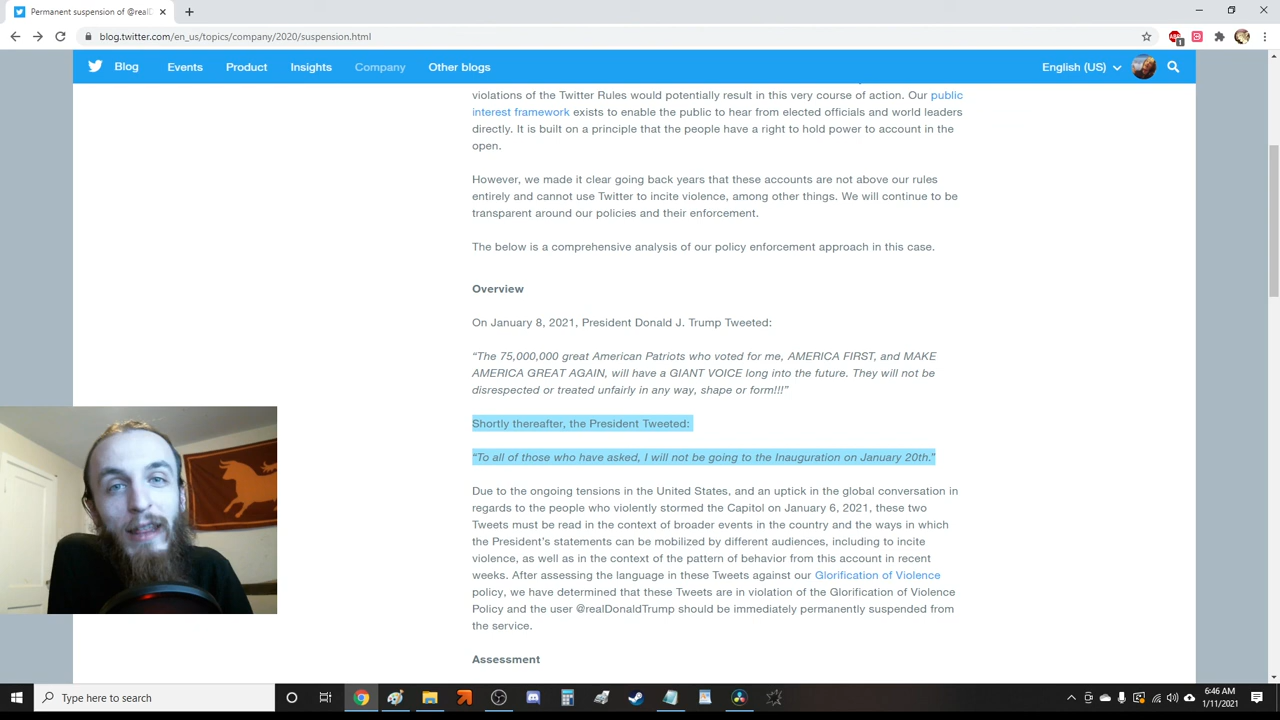 Permanent suspension of @realD
blog.twitter.com/en_us/topics/company/2020/suspension.html
1
Blog Events Product Insights Company Other blogs English (US)
violations of the Twitter Rules would potentially result in this very course of action. Our public
interest framework exists to enable the public to hear from elected officials and world leaders
directly. It is built on a principle that the people have a right to hold power to account in the
open.
However, we made it clear going back years that these accounts are not above our rules
entirely and cannot use Twitter to incite violence, among other things. We will continue to be
transparent around our policies and their enforcement.
The below is a comprehensive analysis of our policy enforcement approach in this case.
Overview
On January 8, 2021, President Donald J. Trump Tweeted:
“The 75,000,000 great American Patriots who voted for me, AMERICA FIRST, and MAKE
AMERICA GREAT AGAIN, will have a GIANT VOICE long into the future. They will not be
disrespected or treated unfairly in any way, shape or form!!!”
Shortly thereafter, the President Tweeted:
“To all of those who have asked, I will not be going to the Inauguration on January 20th.”
Due to the ongoing tensions in the United States, and an uptick in the global conversation in
regards to the people who violently stormed the Capitol on January 6, 2021, these two
Tweets must be read in the context of broader events in the country and the ways in which
the President’s statements can be mobilized by different audiences, including to incite
violence, as well as in the context of the pattern of behavior from this account in recent
weeks. After assessing the language in these Tweets against our Glorification of Violence
policy, we have determined that these Tweets are in violation of the Glorification of Violence
Policy and the user @realDonaldTrump should be immediately permanently suspended from
the service.
Assessment
Type here to search
6:46 AM
1/11/2021